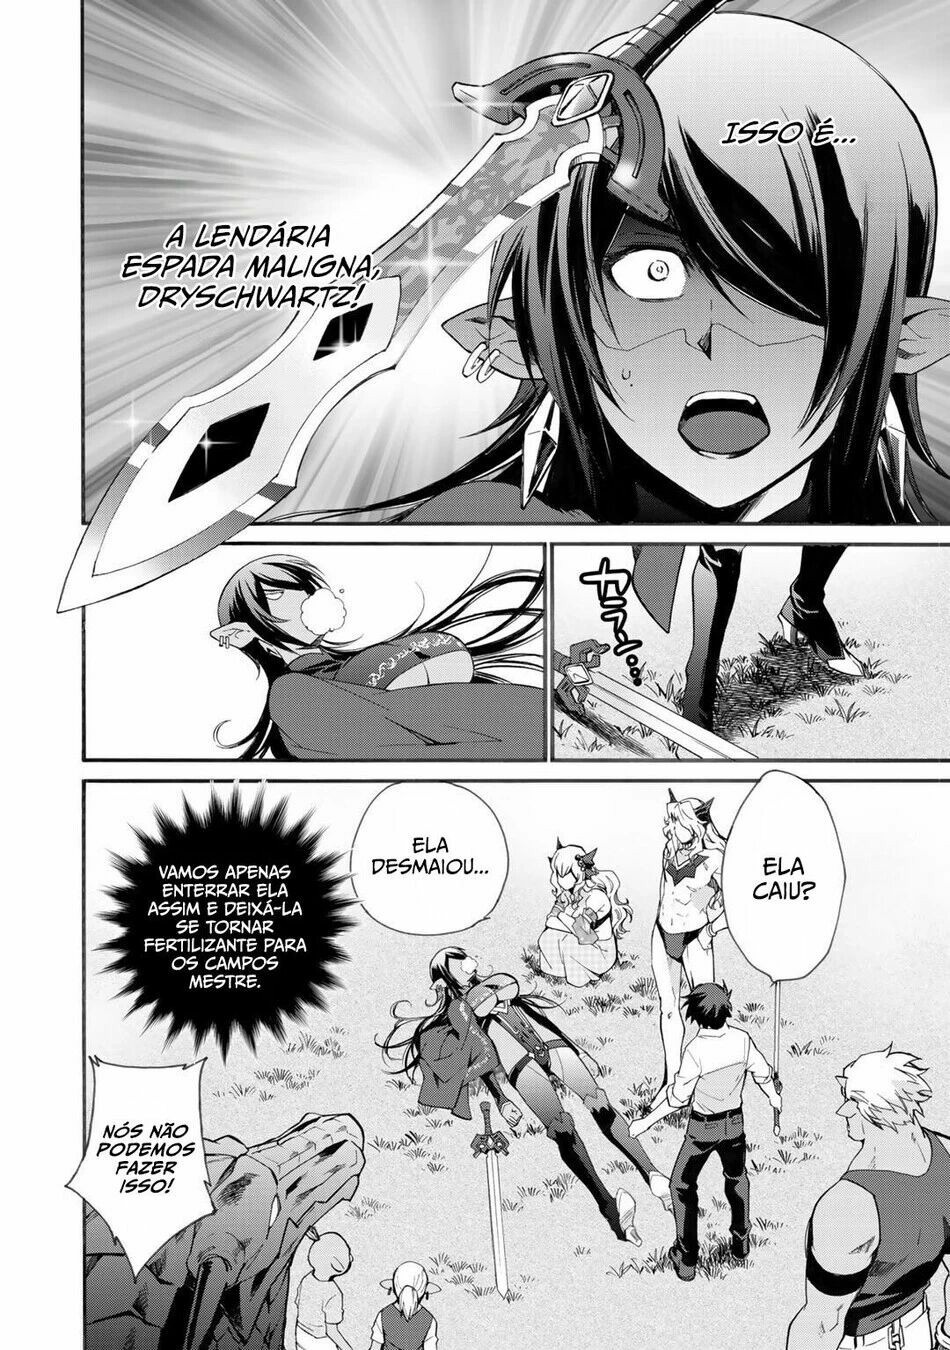 ISSO É...
A LENDÁRIA
ESPADA MALIGNA,
DRYSCHWARTZ!
ELA
CAIU?
ELA
DESMAIOU...
VAMOS APENAS
ENTERRAR ELA
ASSIM E DEIXÁ-LA
SE TORNAR
FERTILIZANTE PARA
OS CAMPOS
MESTRE.
NÓS NÃO
PODEMOS
FAZER
ISSO!